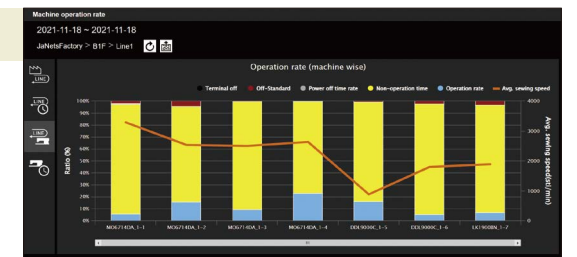 Machine operation rate
2021-11-18 ~ 2021-11-18
JaNetsFactory > B1F > Line1
Operation rate (machine wise)
Terminal off Off-Standard Power off time rate Non-operation time Operation rate Avg. sewing speed
LINE
LINE
LINE
Ratio (%)
100%
90%
80%
70%
60%
50%
40%
30%
20%
10%
0%
4000
3000
2000
1000
0
Avg. sewing speed(sti/min)
MO6714DA_1-1 MO6714DA_1-2 MO6714DA_1-3 MO6714DA_1-4 DDL9000C_1-5 DDL9000C_1-6 LK1900BN_1-7